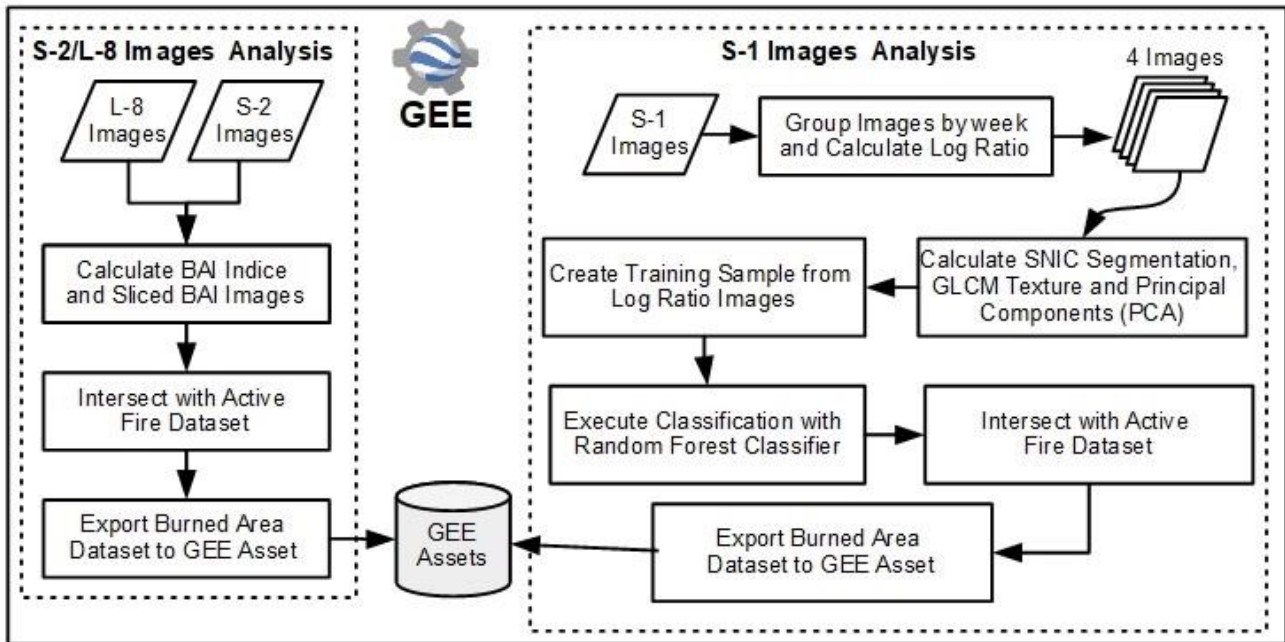 S-2/L-8 Images Analysis
L-8
Images
S-2
Images
Calculate BAI Indice
and Sliced BAI Images
Intersect with Active
Fire Dataset
Export Burned Area
Dataset to GEE Asset
GEE
GEE
Assets
S-1 Images Analysis
S-1
Images
Group Images by week
and Calculate Log Ratio
4 Images
Calculate SNIC Segmentation,
GLCM Texture and Principal
Components (PCA)
Create Training Sample from
Log Ratio Images
Execute Classification with
Random Forest Classifier
Intersect with Active
Fire Dataset
Export Burned Area
Dataset to GEE Asset